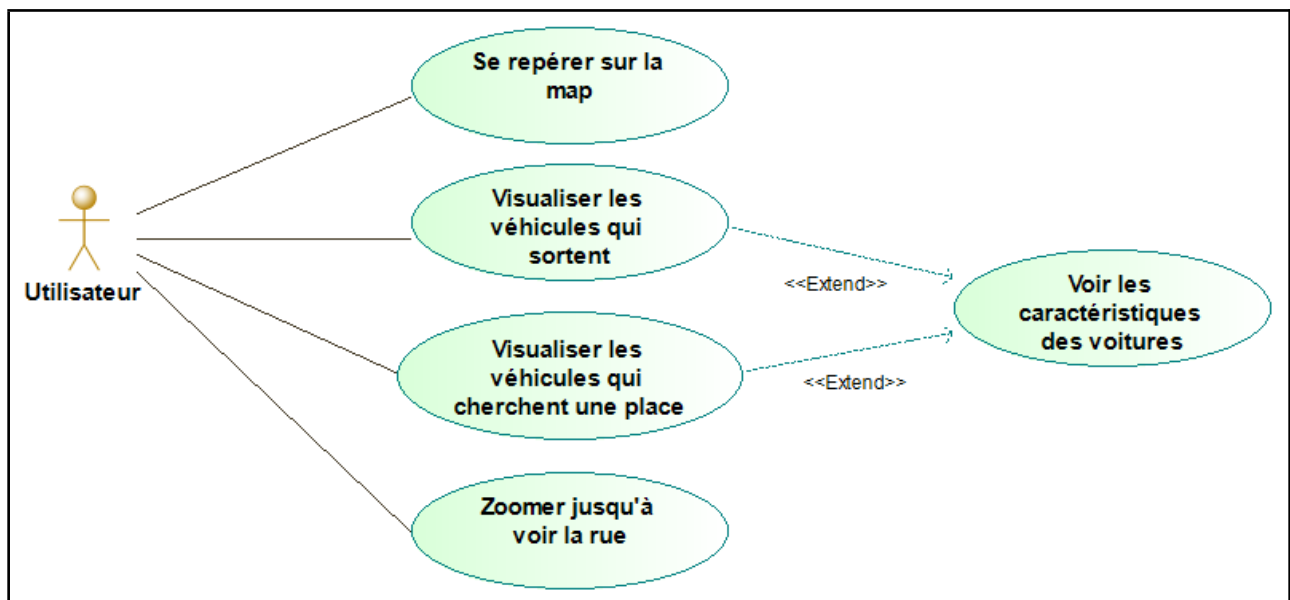 Se repérer sur la
map
Visualiser les
véhicules qui
sortent
Utilisateur
<<Extend>>
Voir les
caractéristiques
des voitures
Visualiser les
véhicules qui
cherchent une place
<<Extend>>
Zoomer jusqu'à
voir la rue